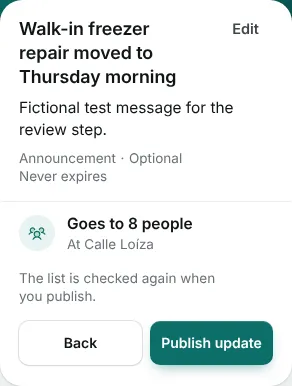 Walk-in freezer
repair moved to
Thursday morning
Edit
Fictional test message for the
review step.
Announcement · Optional
Never expires
Goes to 8 people
At Calle Loíza
The list is checked again when
you publish.
Back
Publish update